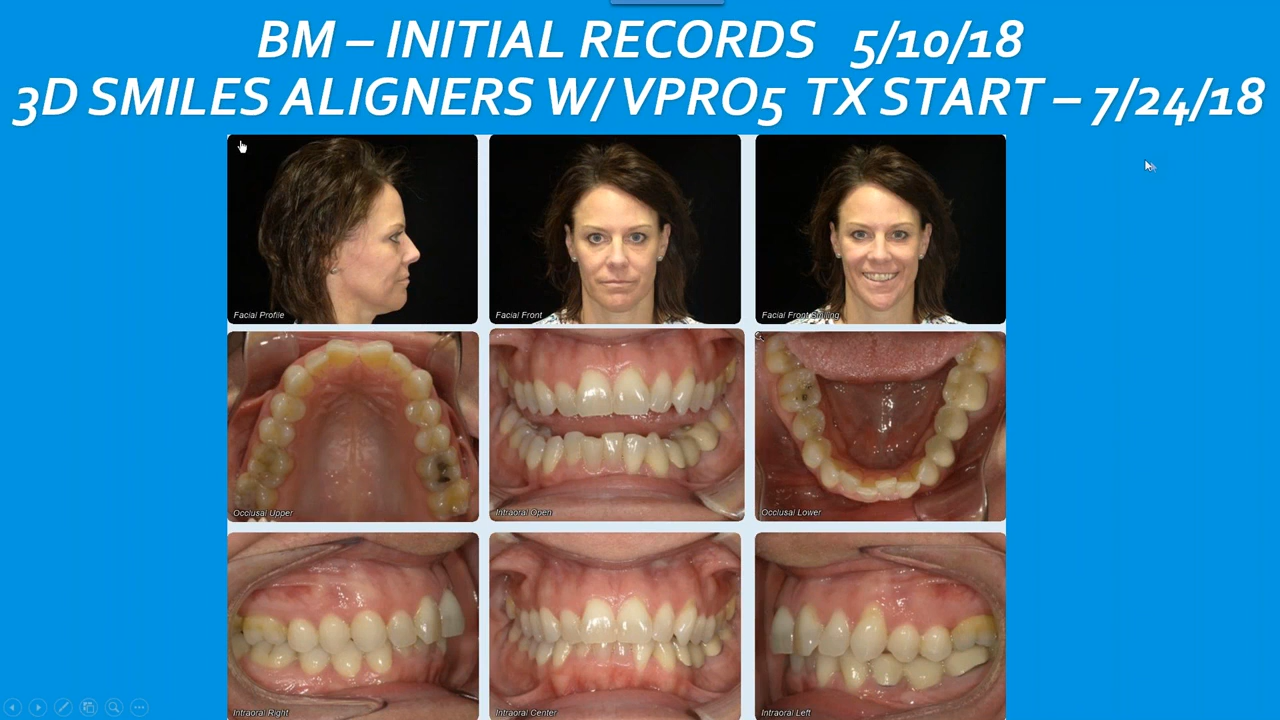 BM – INITIAL RECORDS 5/10/18
3D SMILES ALIGNERS W/ VPRO5 TX START – 7/24/18
Facial Profile
Facial Front
Facial Front Smiling
Occlusal Upper
Intraoral Open
Occlusal Lower
Intraoral Right
Intraoral Center
Intraoral Left